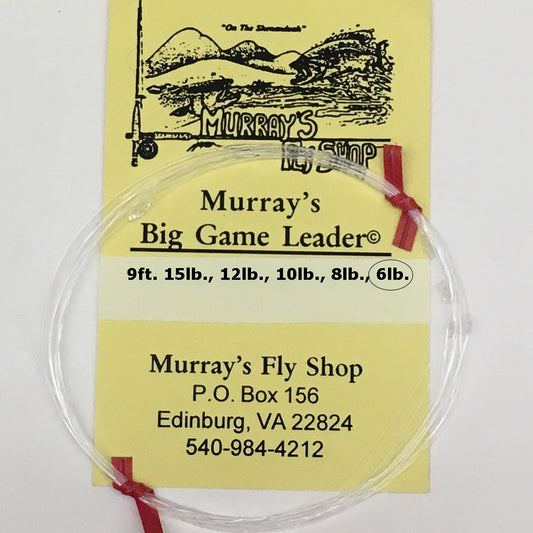 "On The Shenandoah"
MURRAY'S
FLY SHOP
Murray's
Big Game Leader©
9ft. 15lb., 12lb., 10lb., 8lb., 6lb.
Murray's Fly Shop
P.O. Box 156
Edinburg, VA 22824
540-984-4212